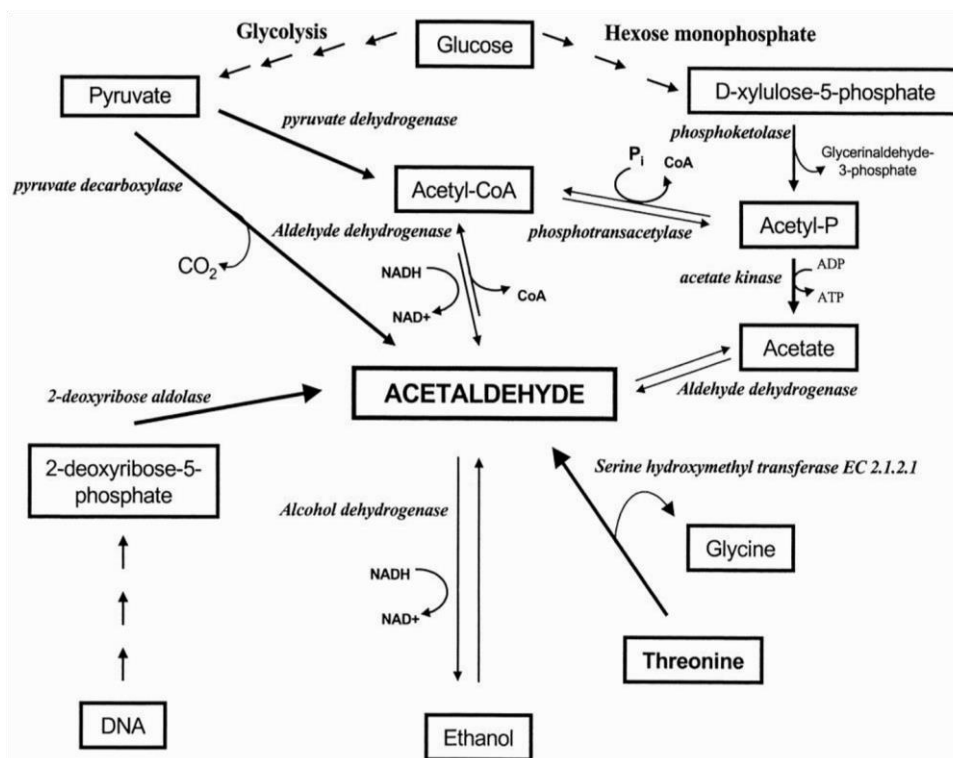 Glycolysis
Glucose
Hexose monophosphate
Pyruvate
D-xylulose-5-phosphate
pyruvate dehydrogenase
phosphoketolase
Glycerinaldehyde-
3-phosphate
pyruvate decarboxylase
Pi
CoA
Acetyl-CoA
Acetyl-P
Aldehyde dehydrogenase
phosphotransacetylase
CO2
NADH
CoA
NAD+
acetate kinase
ADP
ATP
Acetate
ACETALDEHYDE
Aldehyde dehydrogenase
2-deoxyribose aldolase
2-deoxyribose-5-
phosphate
Serine hydroxymethyl transferase EC 2.1.2.1
Alcohol dehydrogenase
Glycine
NADH
NAD+
Threonine
DNA
Ethanol